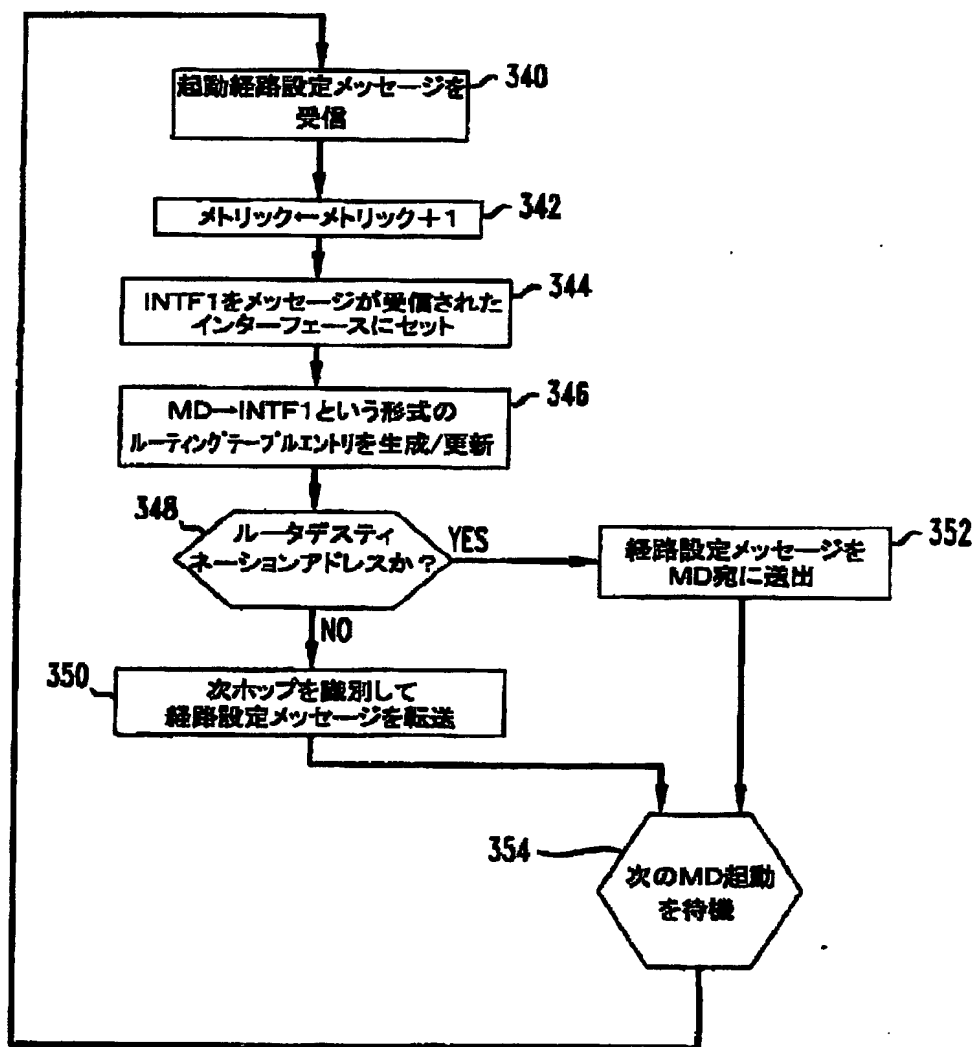 起動経路設定メッセージを
受信
340
メトリック←メトリック+1
342
INTF1をメッセージが受信された
インターフェースにセット
344
MD→INTF1という形式の
ルーティングテーブルエントリを生成/更新
346
348
ルータデスティ
ネーションアドレスか？
YES
経路設定メッセージを
MD宛に送出
352
NO
350
次ホップを識別して
経路設定メッセージを転送
354
次のMD起動
を待機